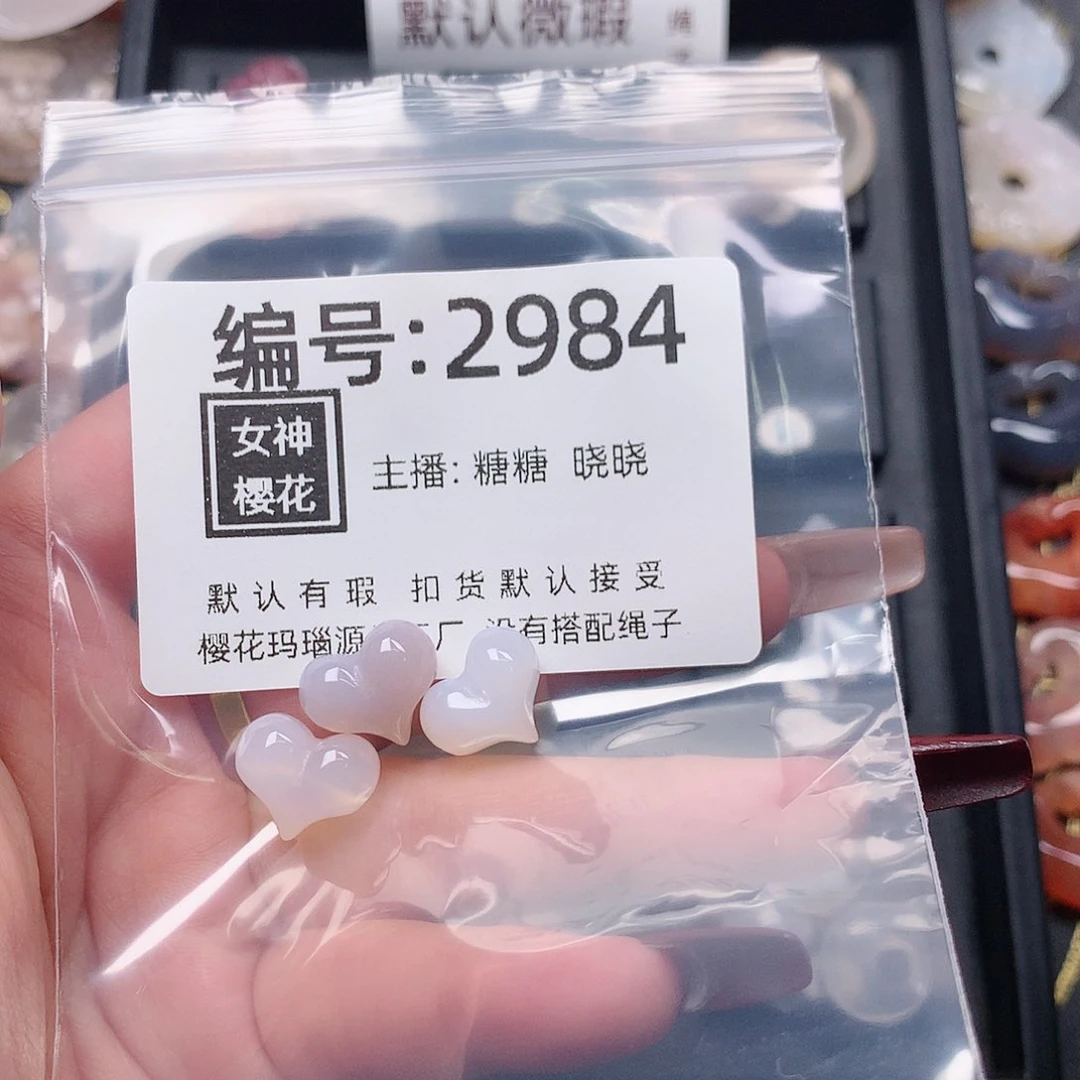 默认微瑕
编号:2984
女神
樱花
主播: 糖糖 晓晓
默认有瑕 扣货默认接受
樱花玛瑙源 厂 没有搭配绳子